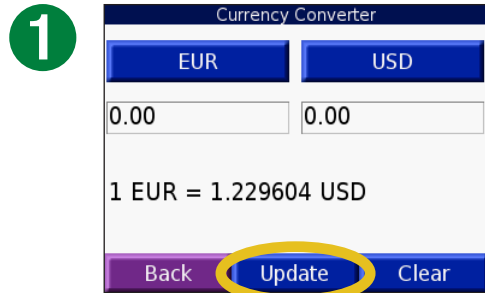 1
Currency Converter
EUR USD
0.00 0.00
1 EUR = 1.229604 USD
Back Update Clear